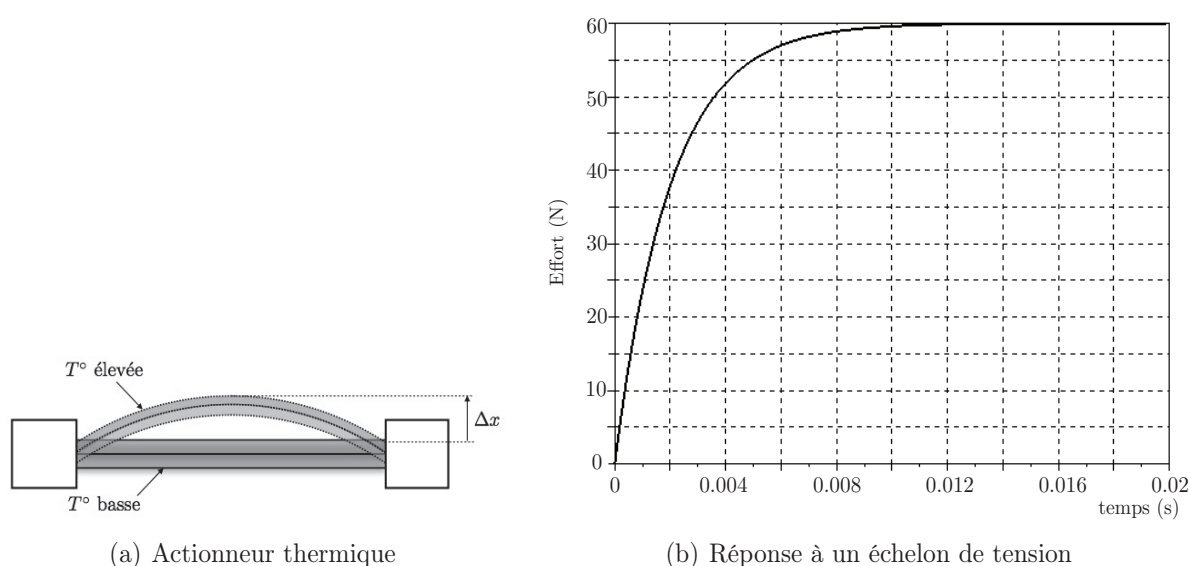 T° élevée
Δx
T° basse
(a) Actionneur thermique
60
50
40
30
20
10
0
Effort (N)
0
0.004
0.008
0.012
0.016
0.02
temps (s)
(b) Réponse à un échelon de tension